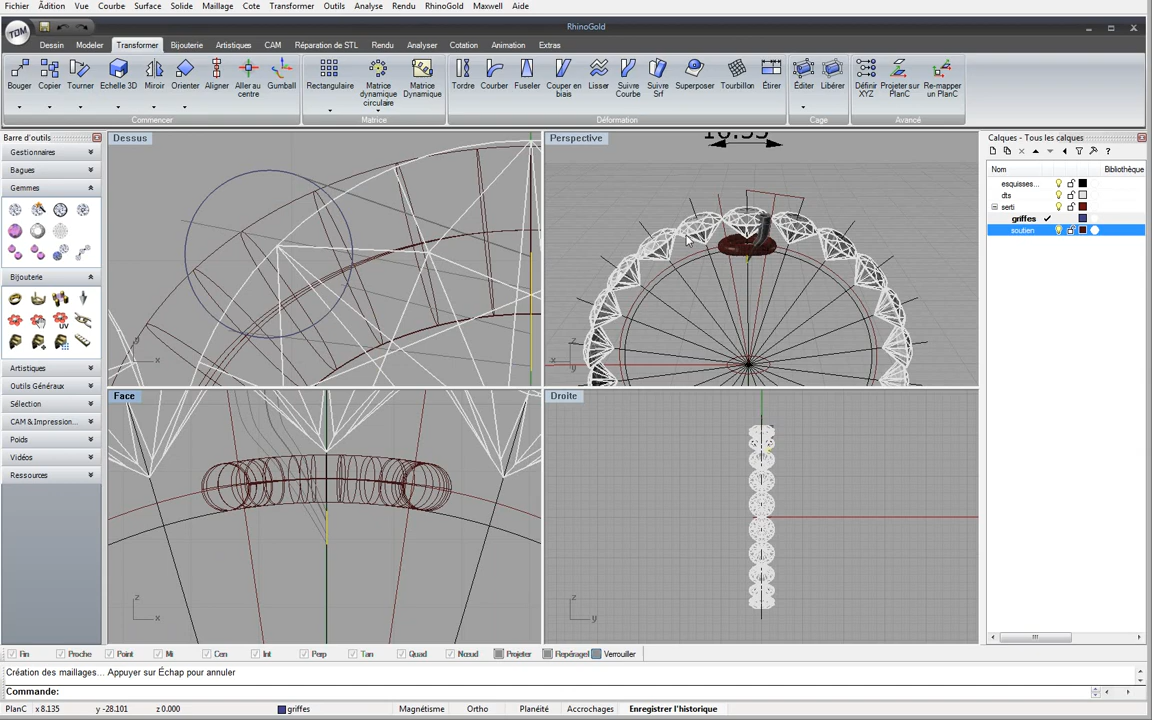 Fichier Âdition Vue Courbe Surface Solide Maillage Cote Transformer Outils Analyse Rendu RhinoGold Maxwell Aide
TDM RhinoGold
Dessin Modeler Transformer Bijouterie Artistiques CAM Réparation de STL Rendu Analyser Cotation Animation Extras
Bouger Copier Tourner Echelle 3D Miroir Orienter Aligner Aller au centre Gumball Rectangulaire Matrice dynamique circulaire Matrice Dynamique Tordre Courber Fuseler Couper en biais Lisser Suivre Courbe Suivre Srf Superposer Tourbillon Étirer Éditer Libérer Définir XYZ Projeter sur PlanC Re-mapper un PlanC
Commencer Matrice Déformation Cage Avancé
Barre d'outils
Gestionnaires
Bagues
Gemmes
Bijouterie
UV
Artistiques
Outils Généraux
Sélection
CAM & Impression...
Poids
Vidéos
Ressources
Dessus
x
Perspective
z
x
y
Face
z
x
Droite
z
y
Calques - Tous les calques
Nom Bibliothèque
esquisses...
dts
serti
griffes
soutien
Fin Proche Point Mi Cen Int Perp Tan Quad Nœud Projeter Repéragel Verrouiller
Création des maillages... Appuyer sur Échap pour annuler
Commande:
PlanC x 8.135 y -28.101 z 0.000 griffes Magnétisme Ortho Planéité Accrochages Enregistrer l'historique